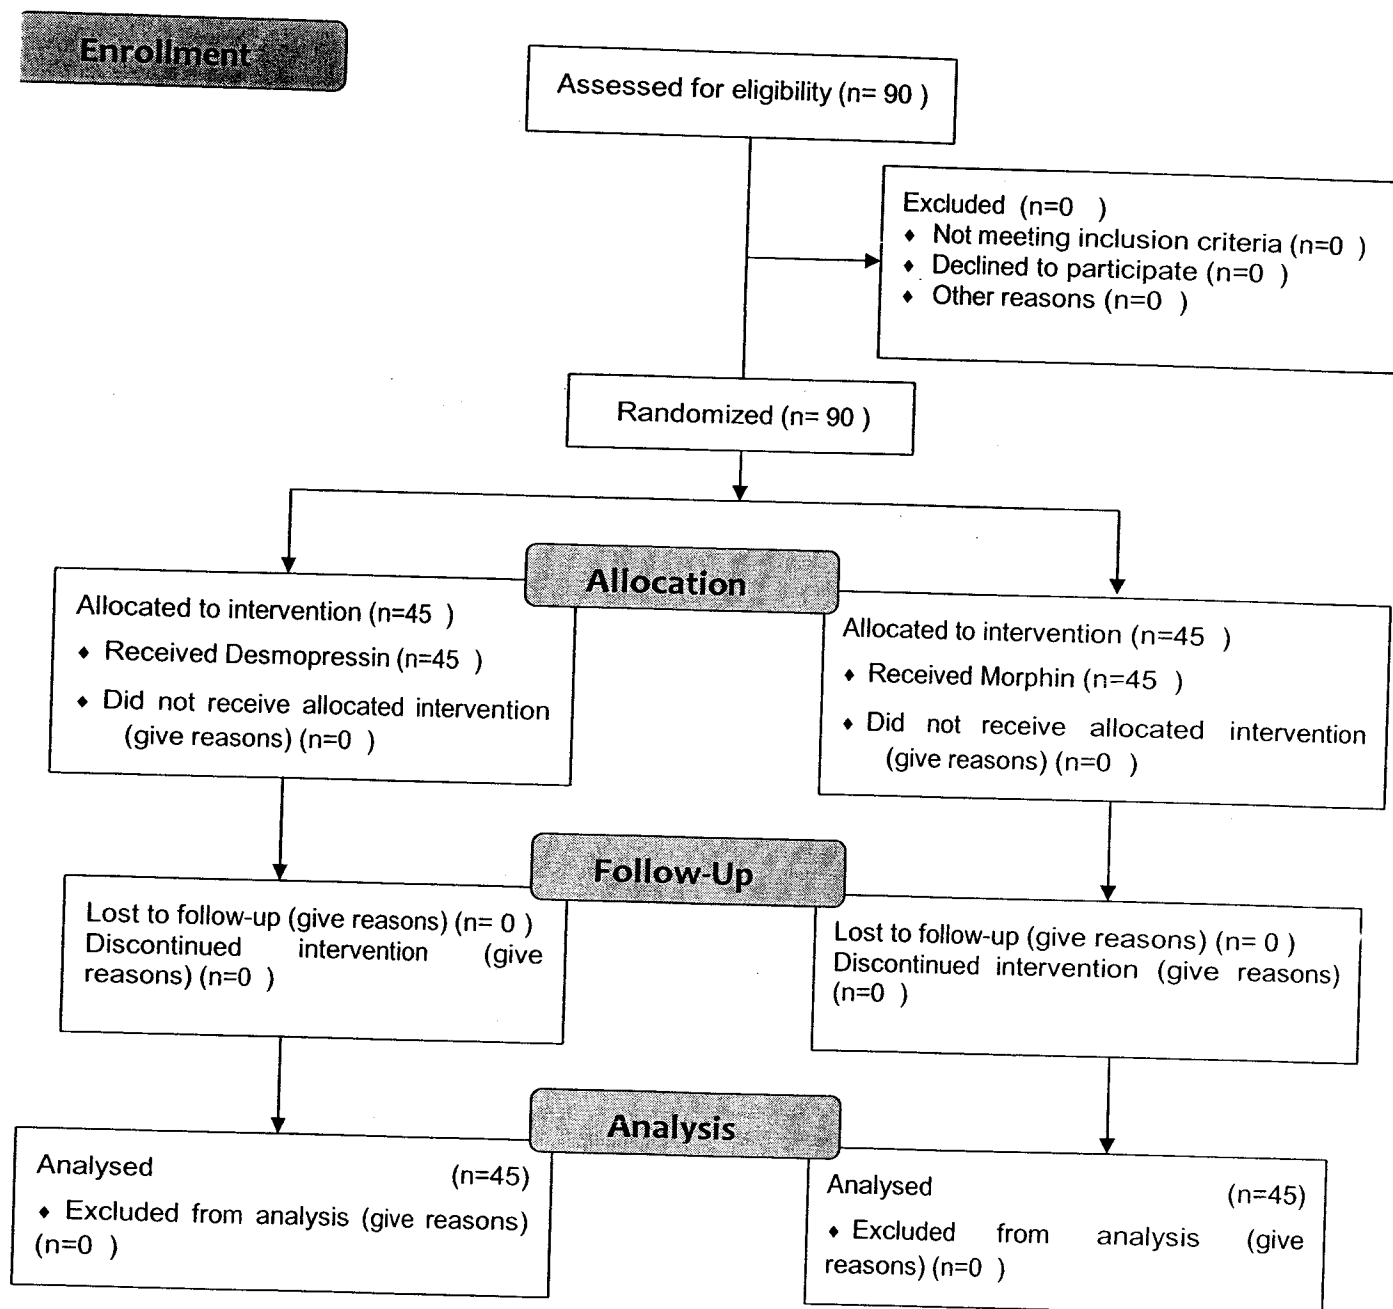 Enrollment
Assessed for eligibility (n= 90 )
Excluded (n=0 )
♦ Not meeting inclusion criteria (n=0 )
♦ Declined to participate (n=0 )
♦ Other reasons (n=0 )
Randomized (n= 90 )
Allocation
Allocated to intervention (n=45 )
♦ Received Desmopressin (n=45 )
♦ Did not receive allocated intervention
(give reasons) (n=0 )
Allocated to intervention (n=45 )
♦ Received Morphin (n=45 )
♦ Did not receive allocated intervention
(give reasons) (n=0 )
Follow-Up
Lost to follow-up (give reasons) (n= 0 )
Discontinued intervention (give
reasons) (n=0 )
Lost to follow-up (give reasons) (n= 0 )
Discontinued intervention (give reasons)
(n=0 )
Analysis
Analysed (n=45)
♦ Excluded from analysis (give reasons)
(n=0 )
Analysed (n=45)
♦ Excluded from analysis (give
reasons) (n=0 )